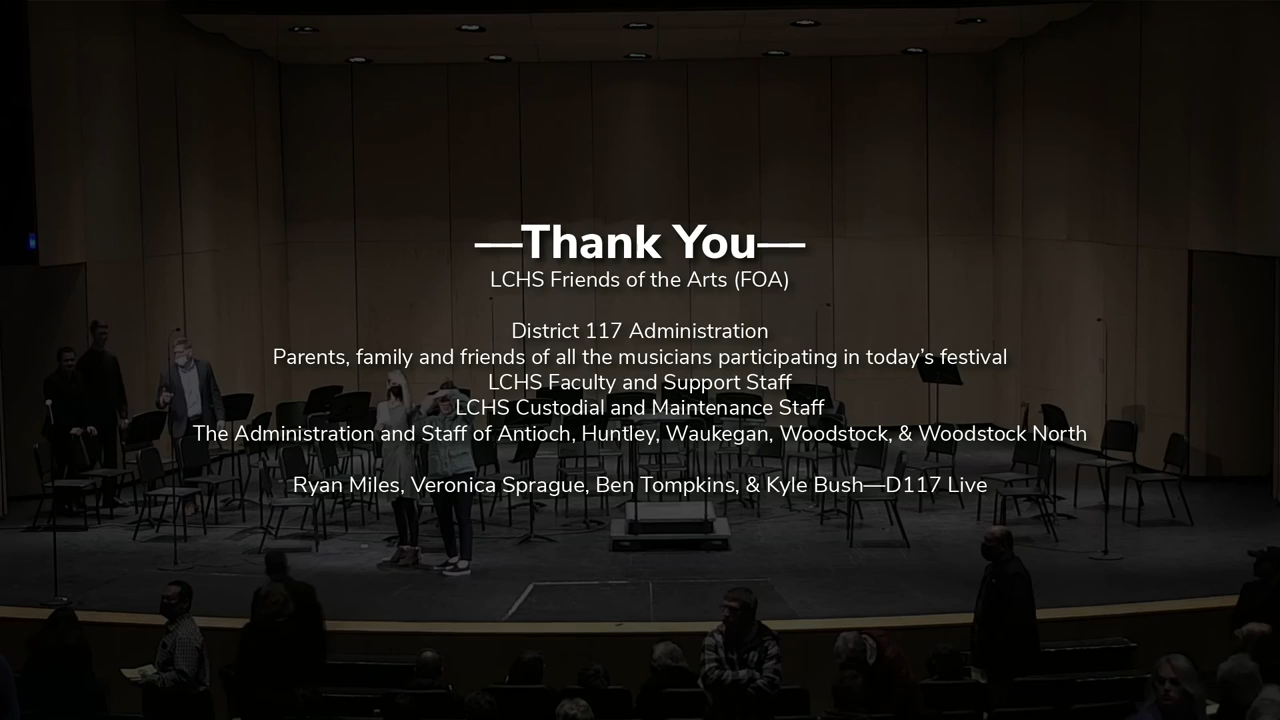 —Thank You—
LCHS Friends of the Arts (FOA)
District 117 Administration
Parents, family and friends of all the musicians participating in today’s festival
LCHS Faculty and Support Staff
LCHS Custodial and Maintenance Staff
The Administration and Staff of Antioch, Huntley, Waukegan, Woodstock, & Woodstock North
Ryan Miles, Veronica Sprague, Ben Tompkins, & Kyle Bush—D117 Live